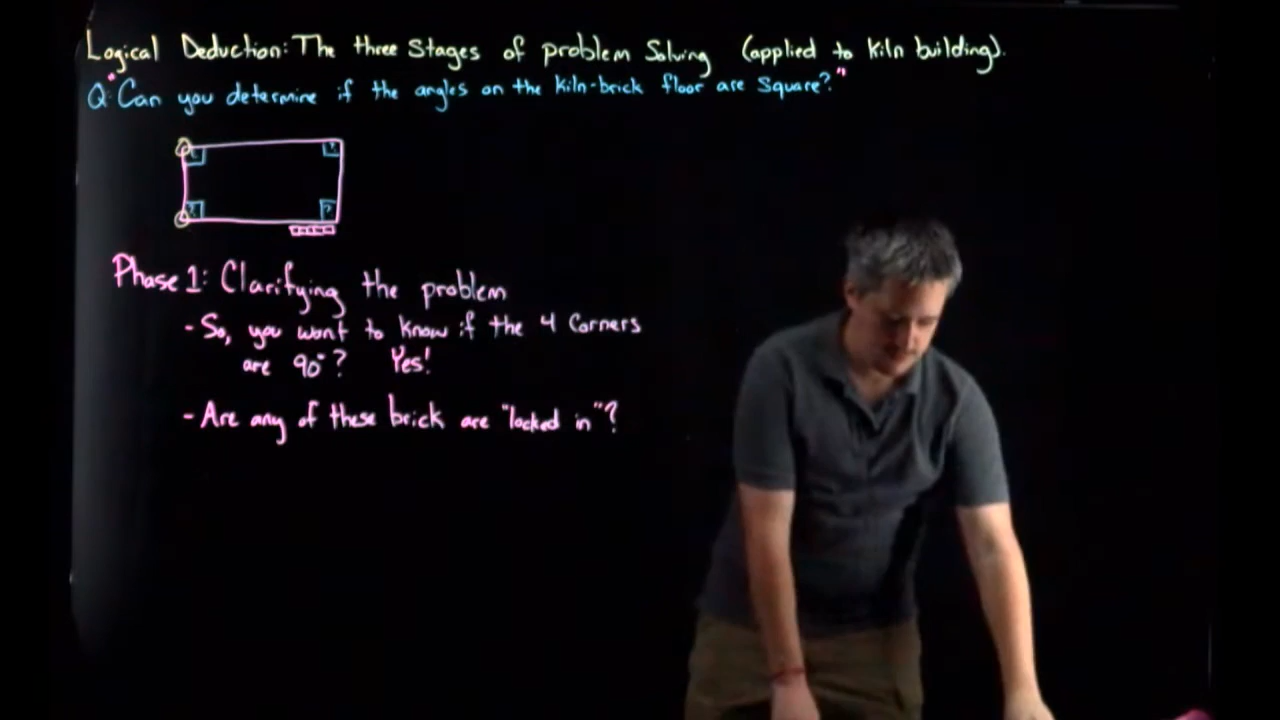 Logical Deduction: The three Stages of problem Solving (applied to kiln building).
Q: "Can you determine if the angles on the kiln-brick floor are square?"
? ?
? ?
Phase 1: Clarifying the problem
- So, you want to know if the 4 Corners
are 90°? Yes!
- Are any of these brick are "locked in"?